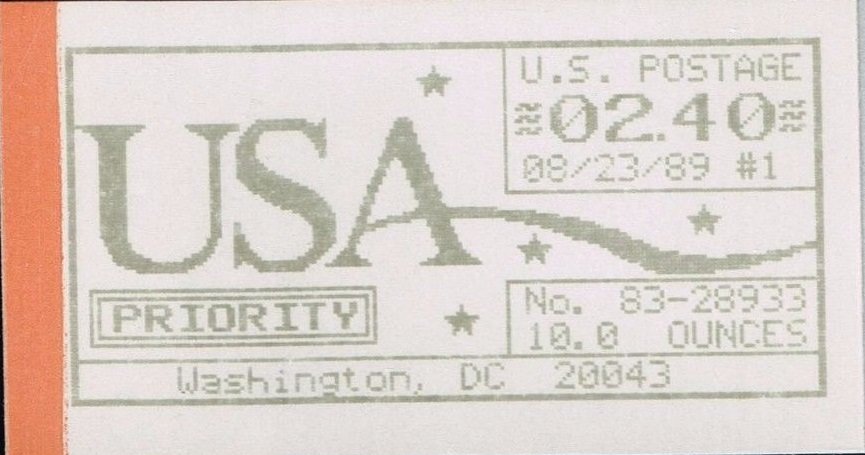 U.S. POSTAGE
≈02.40≈
08/23/89 #1
USA
PRIORITY
No. 83-28933
10.0 OUNCES
Washington, DC 20043